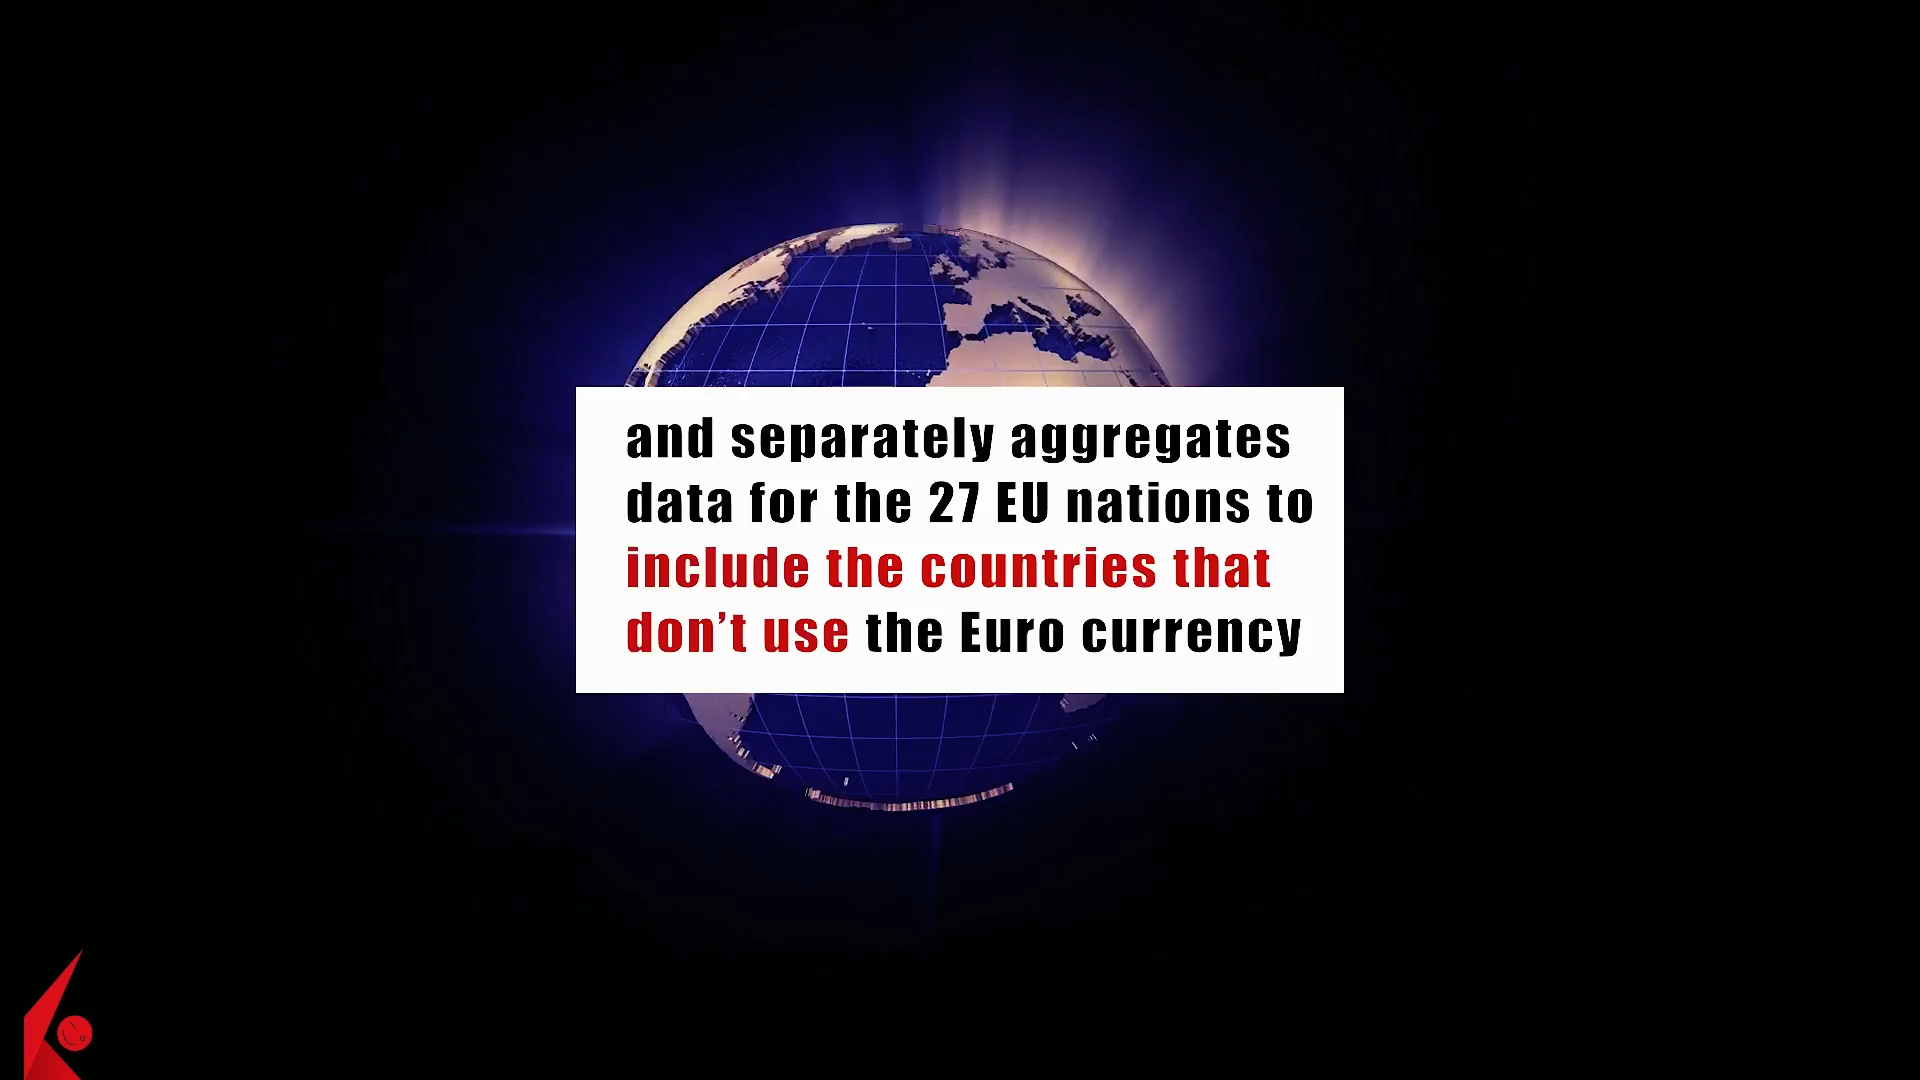 and separately aggregates
data for the 27 EU nations to
include the countries that
don’t use the Euro currency